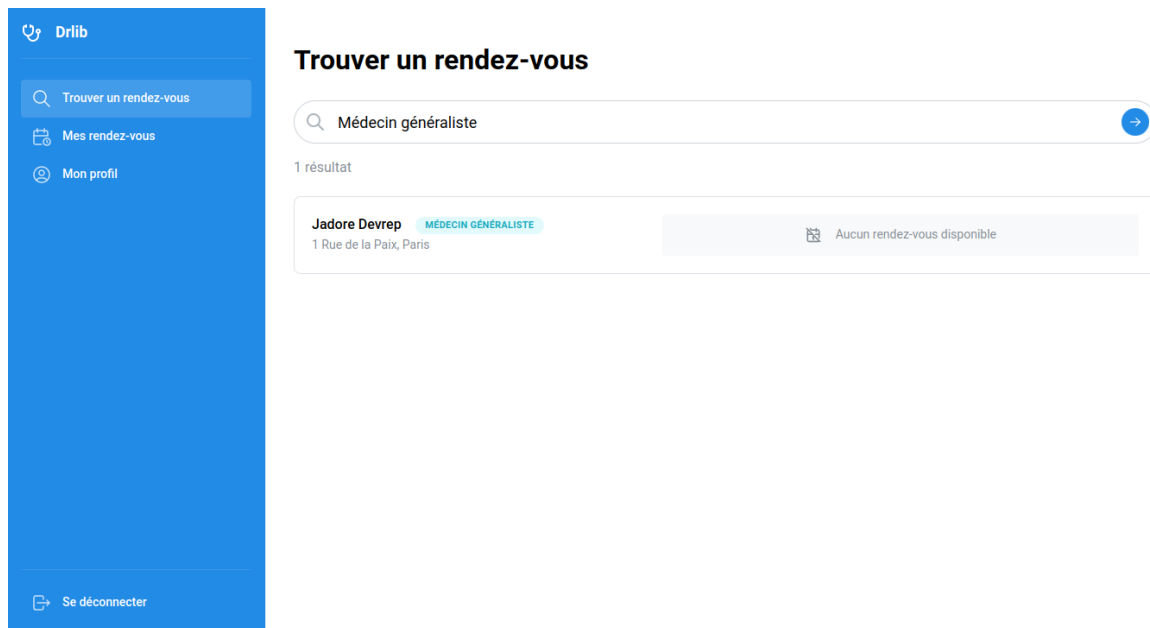 Drlib
Trouver un rendez-vous
Mes rendez-vous
Mon profil
Se déconnecter
Trouver un rendez-vous
Médecin généraliste
1 résultat
Jadore Devrep MÉDECIN GÉNÉRALISTE
1 Rue de la Paix, Paris
Aucun rendez-vous disponible